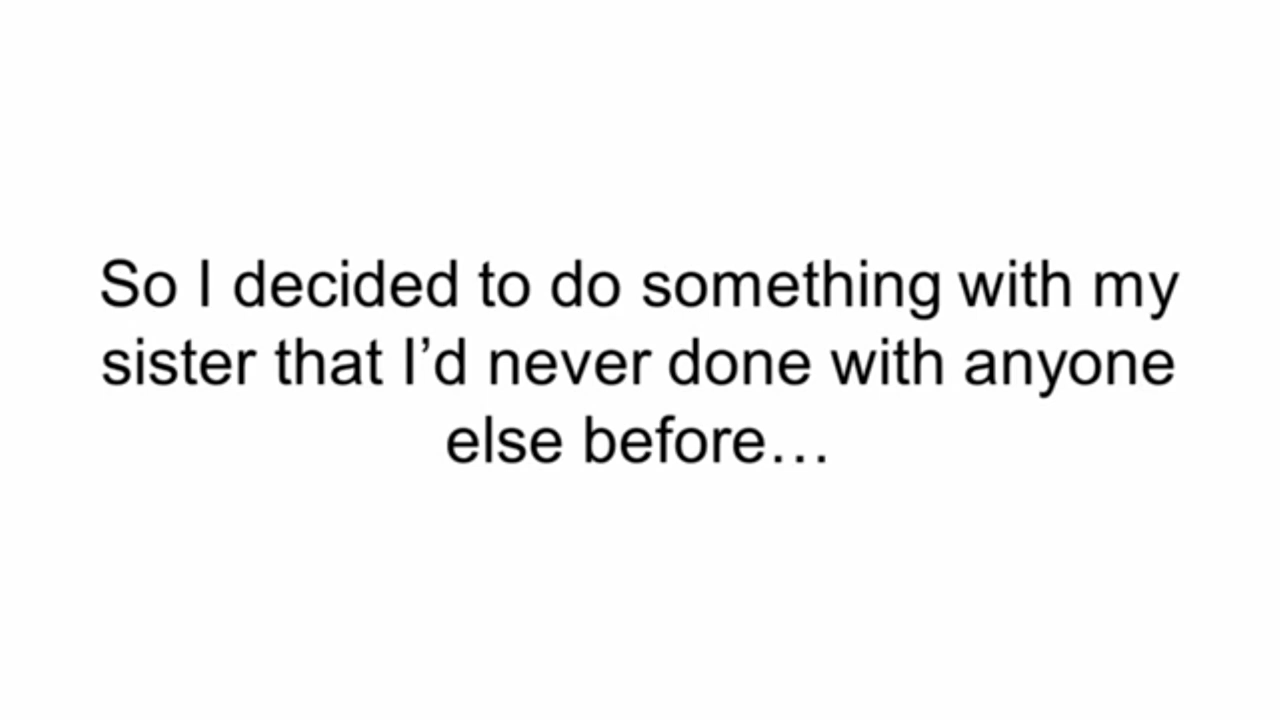 So I decided to do something with my
sister that I’d never done with anyone
else before…